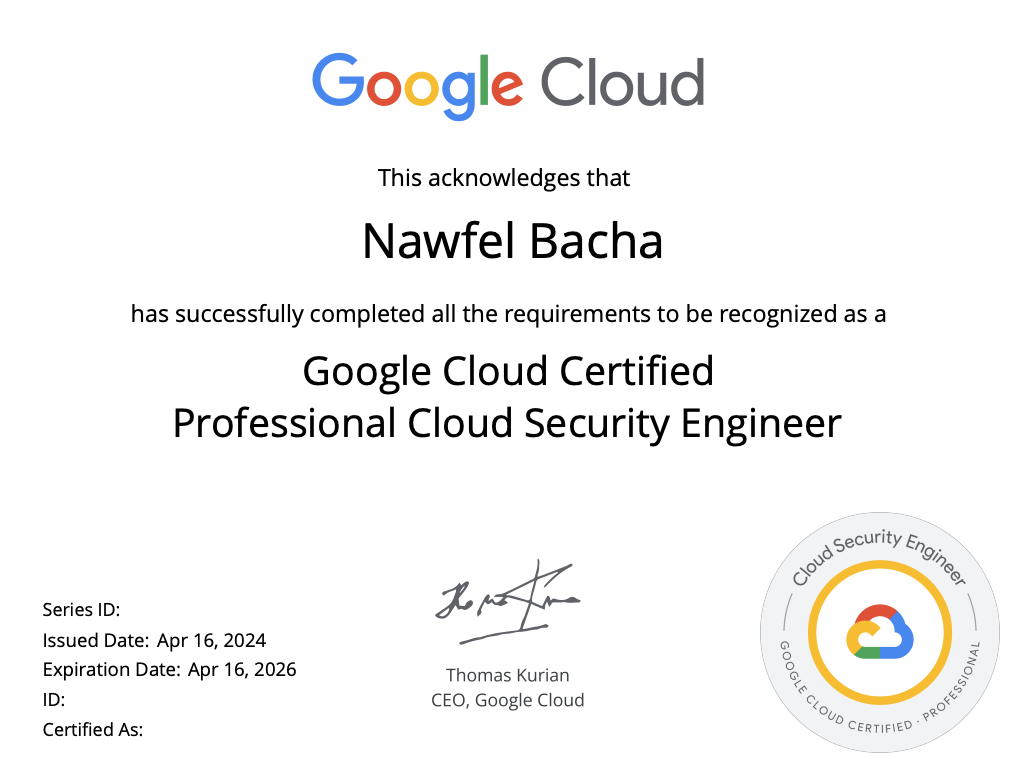 Google Cloud
This acknowledges that
Nawfel Bacha
has successfully completed all the requirements to be recognized as a
Google Cloud Certified
Professional Cloud Security Engineer
Series ID:
Issued Date: Apr 16, 2024
Expiration Date: Apr 16, 2026
ID:
Certified As:
Thomas Kurian
CEO, Google Cloud
Cloud Security Engineer
GOOGLE CLOUD CERTIFIED · PROFESSIONAL